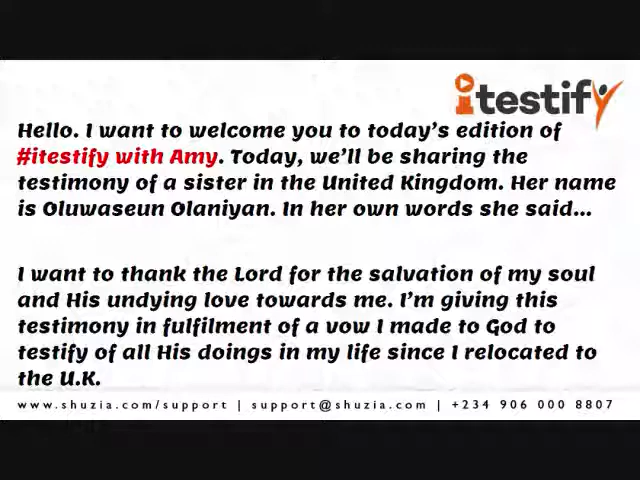 itestify
Hello. I want to welcome you to today's edition of
#itestify with Amy. Today, we'll be sharing the
testimony of a sister in the United Kingdom. Her name
is Oluwaseun Olaniyan. In her own words she said...
I want to thank the Lord for the salvation of my soul
and His undying love towards me. I'm giving this
testimony in fulfilment of a vow I made to God to
testify of all His doings in my life since I relocated to
the U.K.
www.shuzia.com/support | support@shuzia.com | +234 906 000 8807